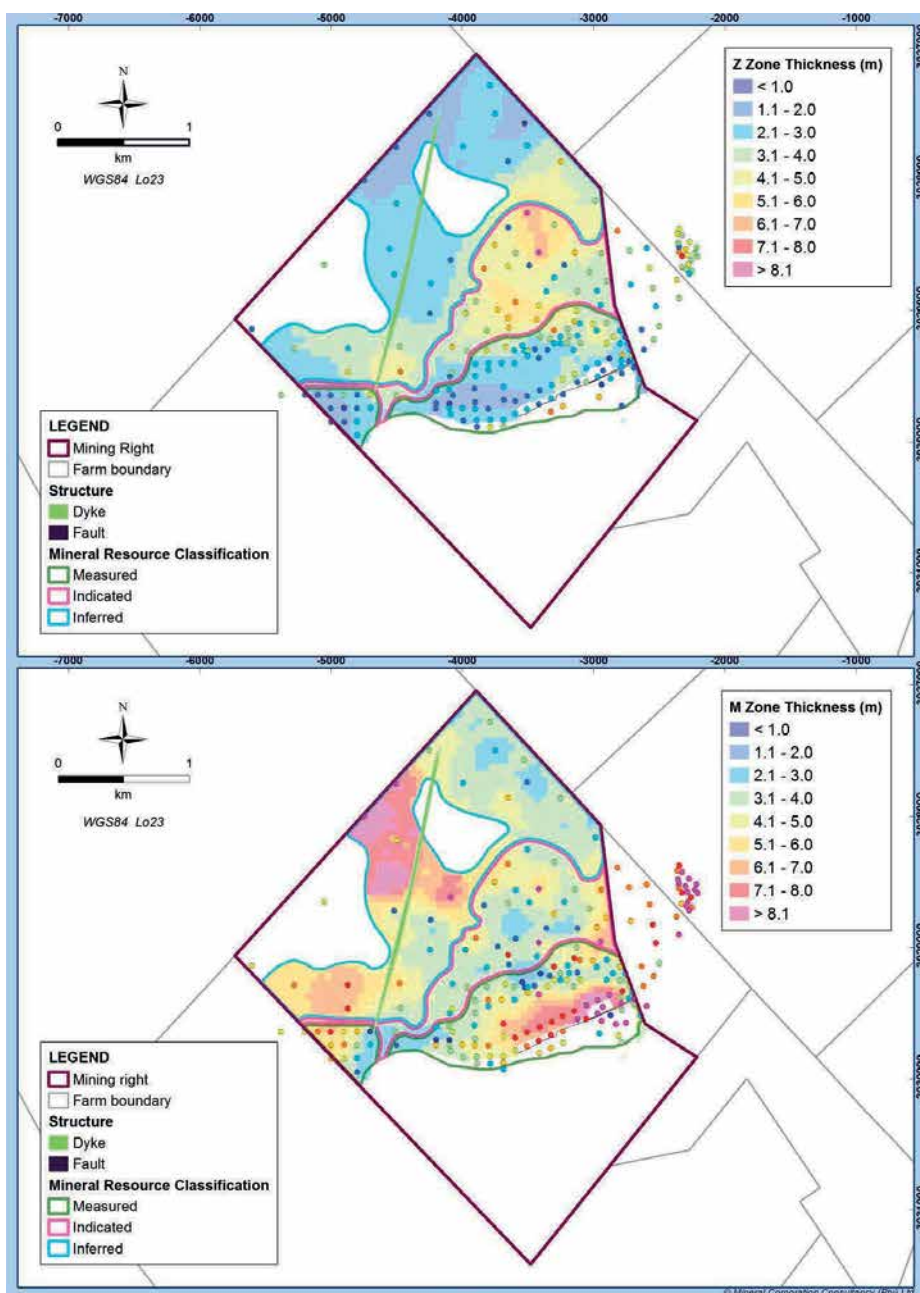 -7000 -6000 -5000 -4000 -3000 -2000 -1000
N
0 1
km
WGS84 Lo23
Z Zone Thickness (m)
< 1.0
1.1 - 2.0
2.1 - 3.0
3.1 - 4.0
4.1 - 5.0
5.1 - 6.0
6.1 - 7.0
7.1 - 8.0
> 8.1
LEGEND
Mining Right
Farm boundary
Structure
Dyke
Fault
Mineral Resource Classification
Measured
Indicated
Inferred
-7000 -6000 -5000 -4000 -3000 -2000 -1000
N
0 1
km
WGS84 Lo23
M Zone Thickness (m)
< 1.0
1.1 - 2.0
2.1 - 3.0
3.1 - 4.0
4.1 - 5.0
5.1 - 6.0
6.1 - 7.0
7.1 - 8.0
> 8.1
LEGEND
Mining right
Farm boundary
Structure
Dyke
Fault
Mineral Resource Classification
Measured
Indicated
Inferred
© Mineral Corporation Consultancy (Pty) Ltd